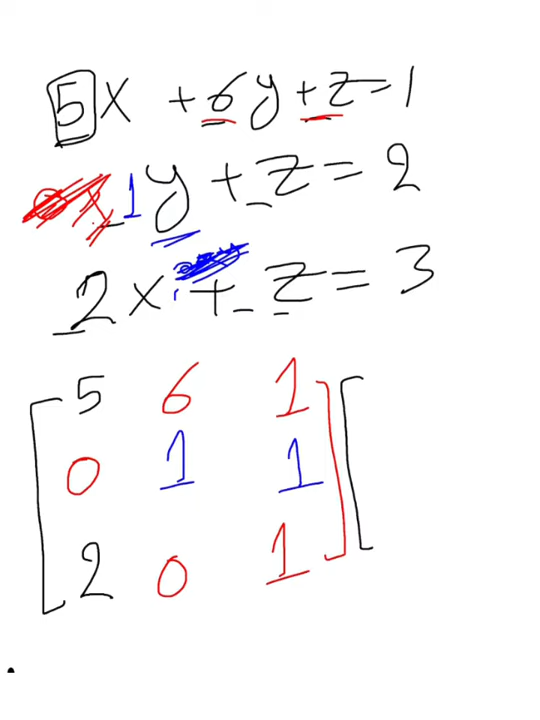 5x + 6y + z = 1
1y + z = 2
2x + z = 3
[ 5 6 1 ] [
0 1 1
2 0 1